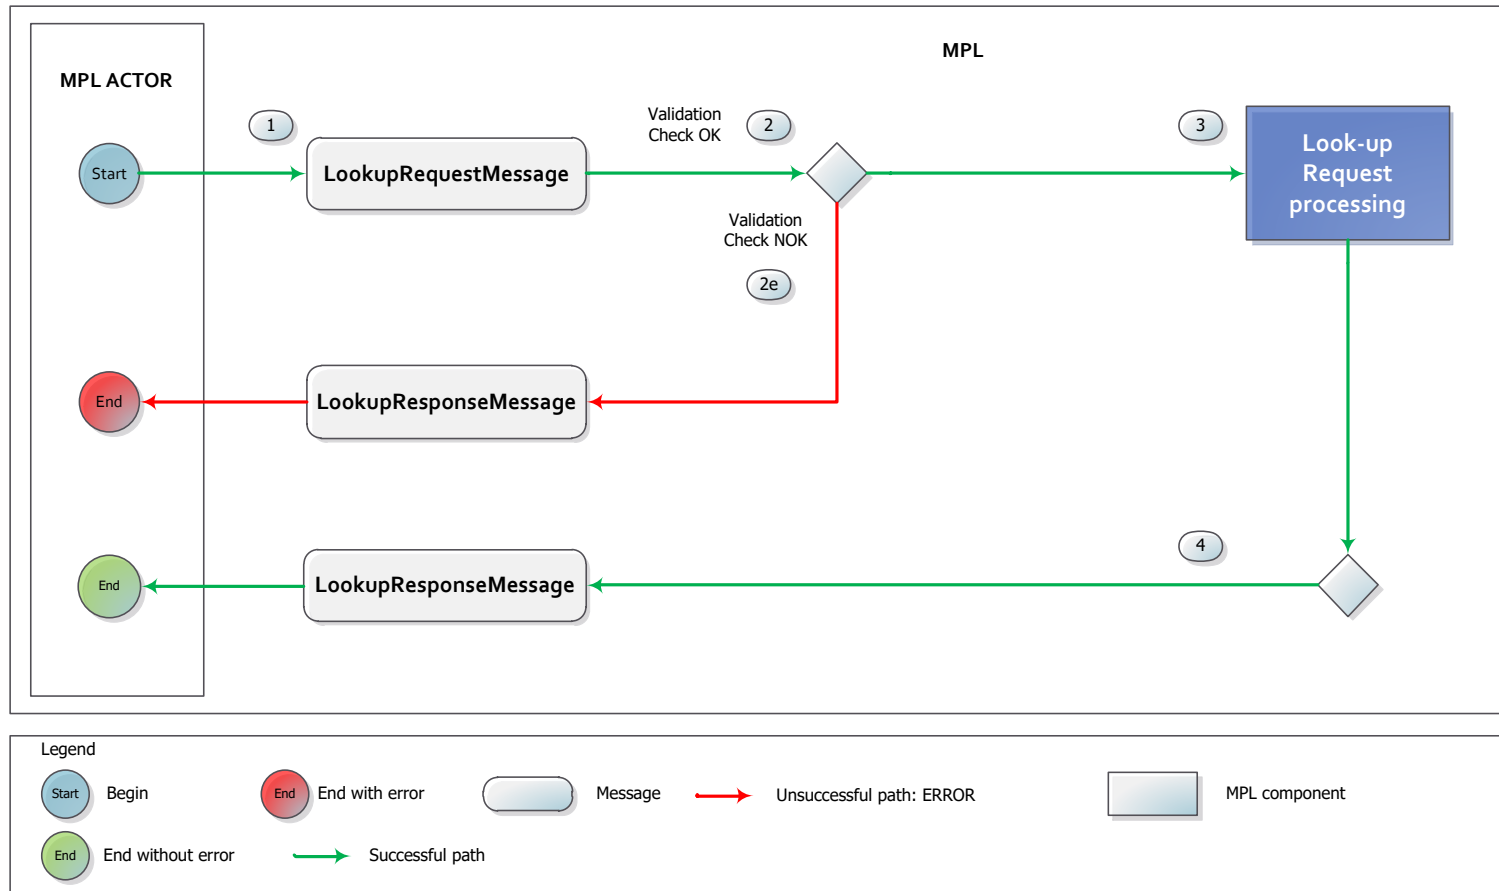 MPL
MPL ACTOR
1
Validation
Check OK
2
3
Start
LookupRequestMessage
Look-up
Request
processing
Validation
Check NOK
2e
End
LookupResponseMessage
4
End
LookupResponseMessage
Legend
Start
Begin
End
End with error
Message
Unsuccessful path: ERROR
MPL component
End
End without error
Successful path